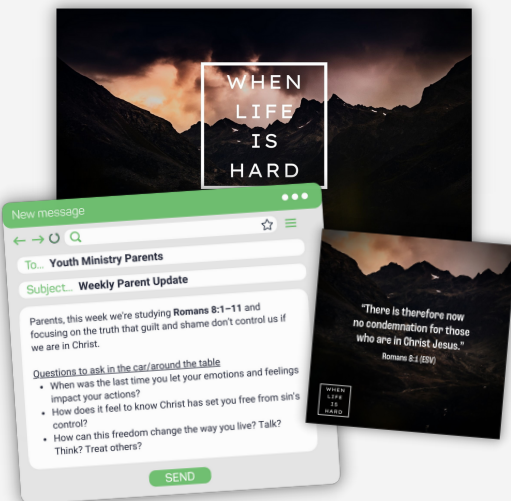 WHEN
LIFE
IS
HARD
New message
To... Youth Ministry Parents
Subject... Weekly Parent Update
Parents, this week we're studying Romans 8:1–11 and
focusing on the truth that guilt and shame don't control us if
we are in Christ.
Questions to ask in the car/around the table
• When was the last time you let your emotions and feelings
impact your actions?
• How does it feel to know Christ has set you free from sin's
control?
• How can this freedom change the way you live? Talk?
Think? Treat others?
SEND
“There is therefore now
no condemnation for those
who are in Christ Jesus.”
Romans 8:1 (ESV)
WHEN
LIFE
IS
HARD